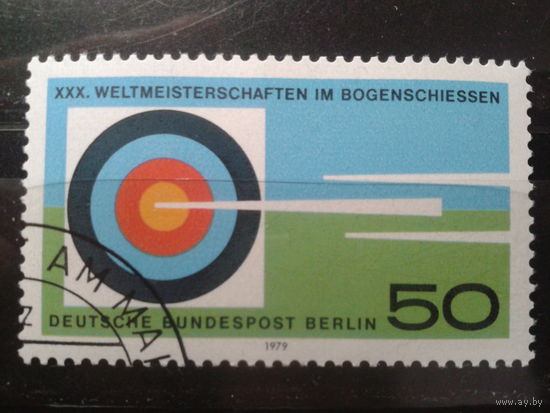 XXX. WELTMEISTERSCHAFTEN IM BOGENSCHIESSEN
AM MA
DEUTSCHE BUNDESPOST BERLIN 50
1979
www.ay.by